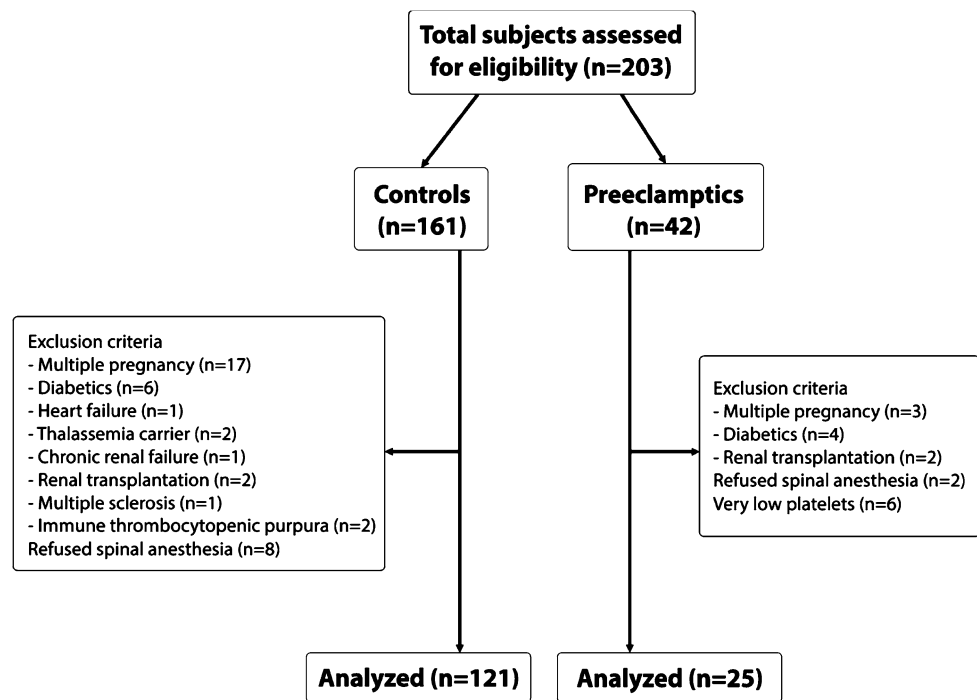 Total subjects assessed
for eligibility (n=203)
Controls
(n=161)
Preeclamptics
(n=42)
Exclusion criteria
- Multiple pregnancy (n=17)
- Diabetics (n=6)
- Heart failure (n=1)
- Thalassemia carrier (n=2)
- Chronic renal failure (n=1)
- Renal transplantation (n=2)
- Multiple sclerosis (n=1)
- Immune thrombocytopenic purpura (n=2)
Refused spinal anesthesia (n=8)
Exclusion criteria
- Multiple pregnancy (n=3)
- Diabetics (n=4)
- Renal transplantation (n=2)
Refused spinal anesthesia (n=2)
Very low platelets (n=6)
Analyzed (n=121)
Analyzed (n=25)